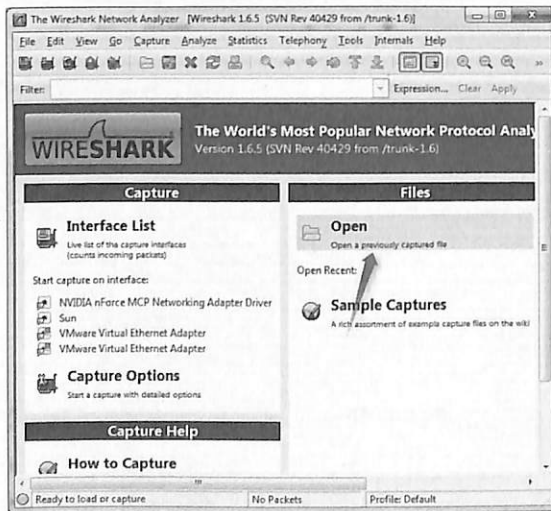 The Wireshark Network Analyzer [Wireshark 1.6.5 (SVN Rev 40429 from /trunk-1.6)]
File Edit View Go Capture Analyze Statistics Telephony Tools Internals Help
Filter: Expression... Clear Apply
WIRESHARK
The World's Most Popular Network Protocol Analy
Version 1.6.5 (SVN Rev 40429 from /trunk-1.6)
Capture
Interface List
Live list of the capture interfaces
(counts incoming packets)
Start capture on interface:
NVIDIA nForce MCP Networking Adapter Driver
Sun
VMware Virtual Ethernet Adapter
VMware Virtual Ethernet Adapter
Capture Options
Start a capture with detailed options
Capture Help
How to Capture
Files
Open
Open a previously captured file
Open Recent:
Sample Captures
A rich assortment of example capture files on the wiki
Ready to load or capture No Packets Profile: Default